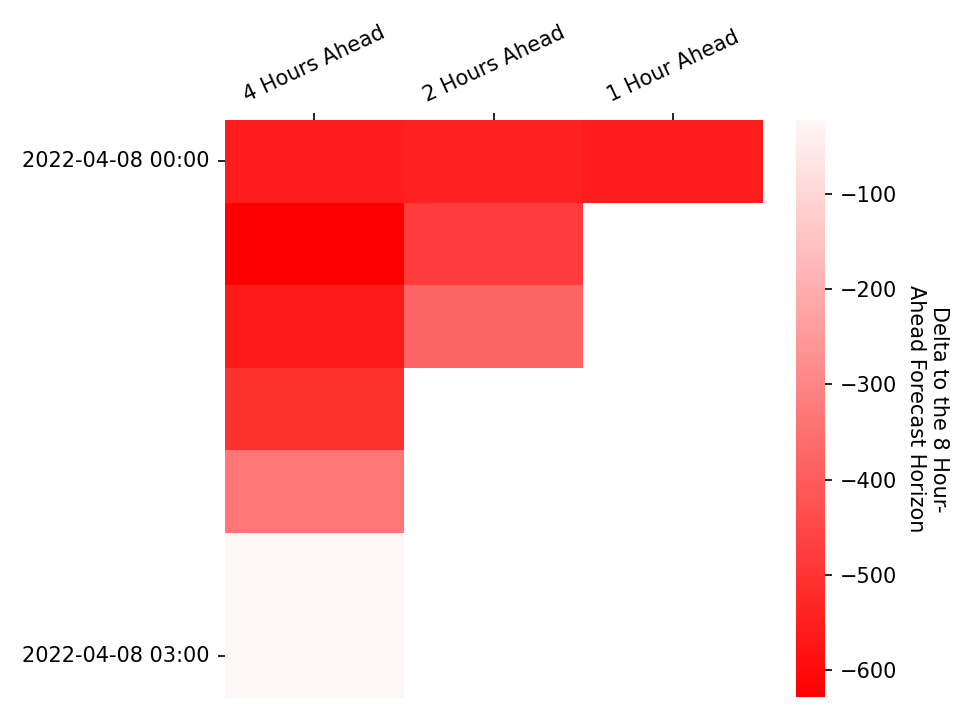 4 Hours Ahead
2 Hours Ahead
1 Hour Ahead
2022-04-08 00:00
2022-04-08 03:00
−100
−200
−300
−400
−500
−600
Delta to the 8 Hour-
Ahead Forecast Horizon